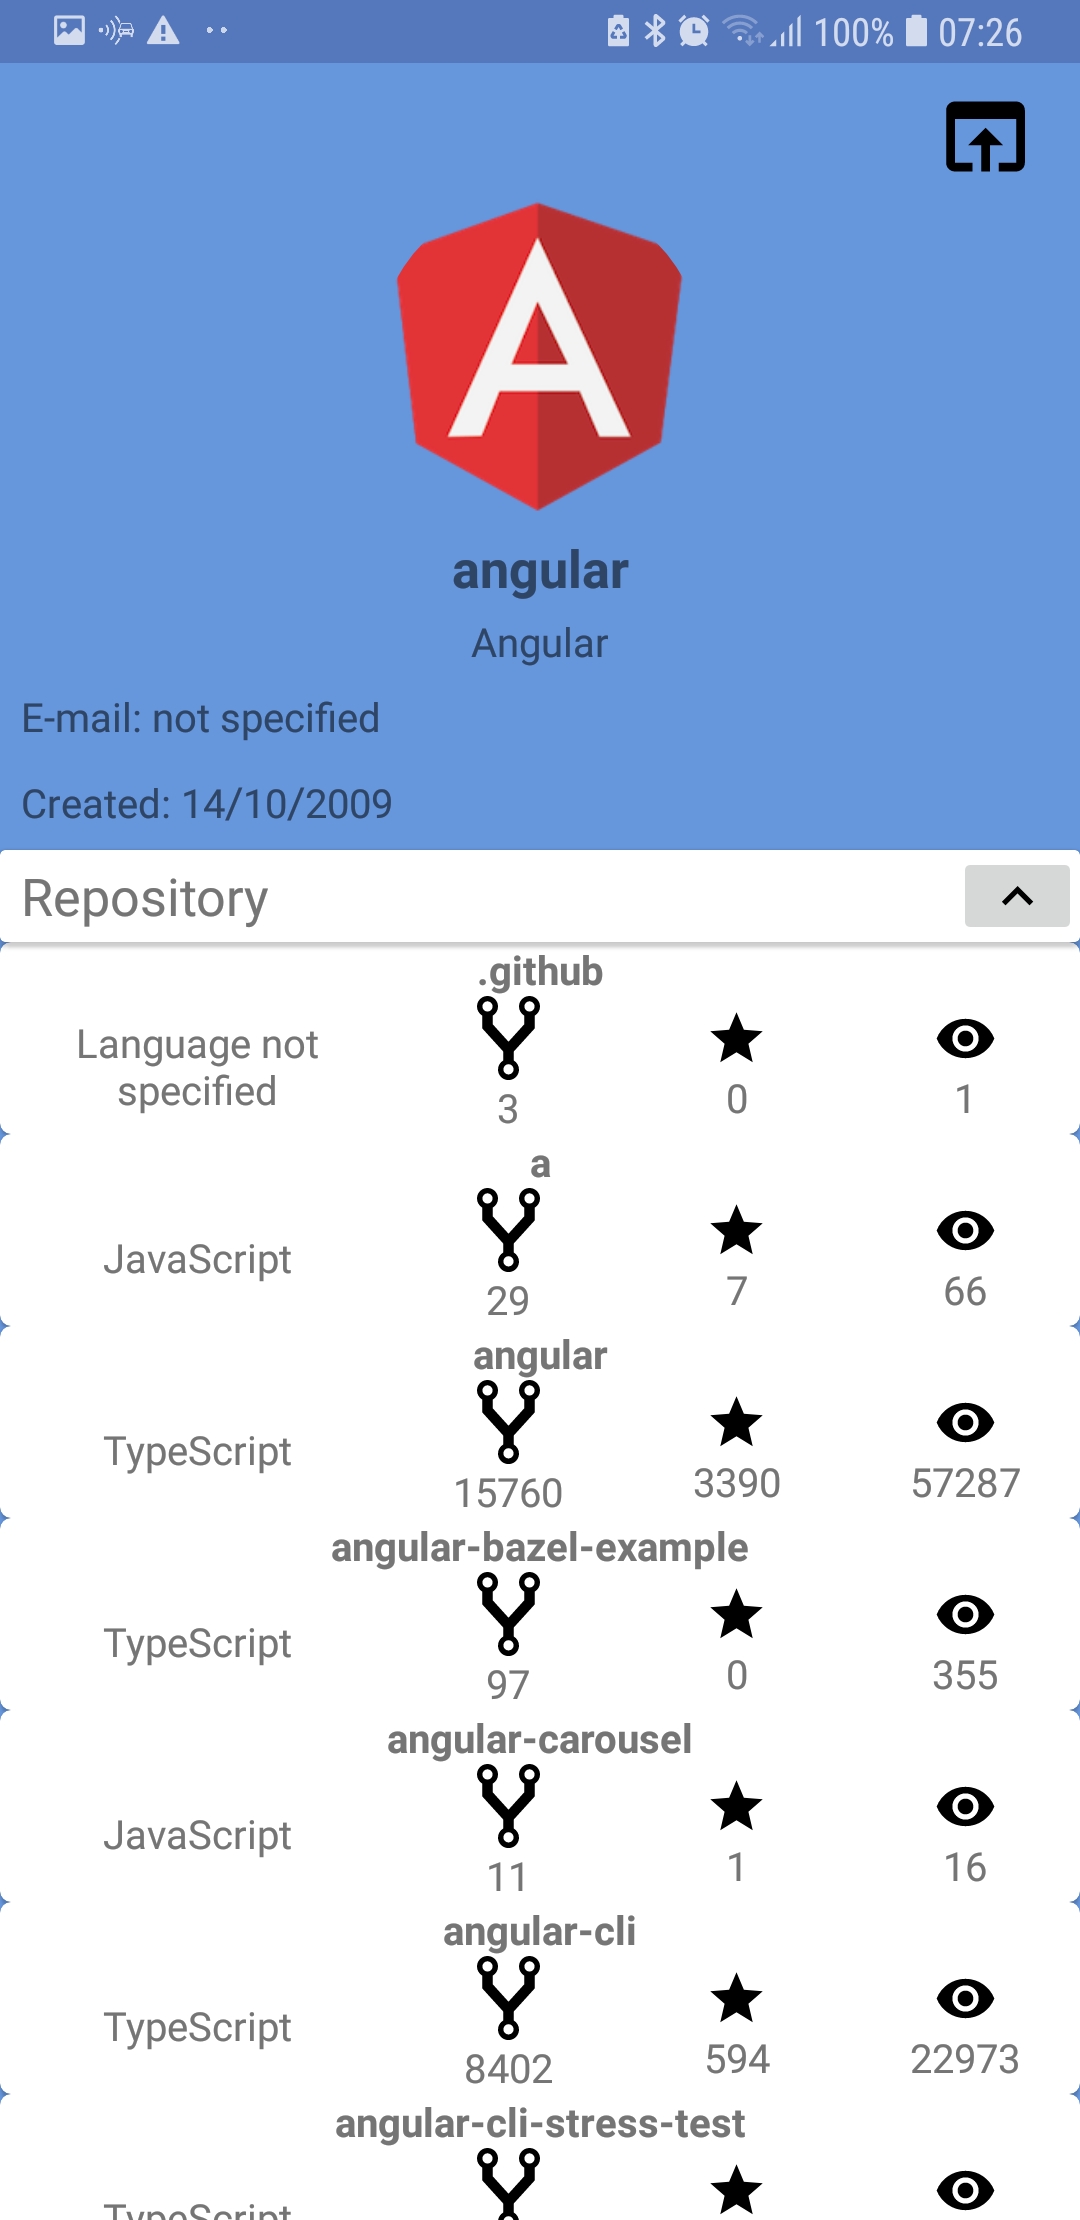 100% 07:26
A
angular
Angular
E-mail: not specified
Created: 14/10/2009
Repository
.github
Language not
specified
3 0 1
a
JavaScript
29 7 66
angular
TypeScript
15760 3390 57287
angular-bazel-example
TypeScript
97 0 355
angular-carousel
JavaScript
11 1 16
angular-cli
TypeScript
8402 594 22973
angular-cli-stress-test
TypeScript